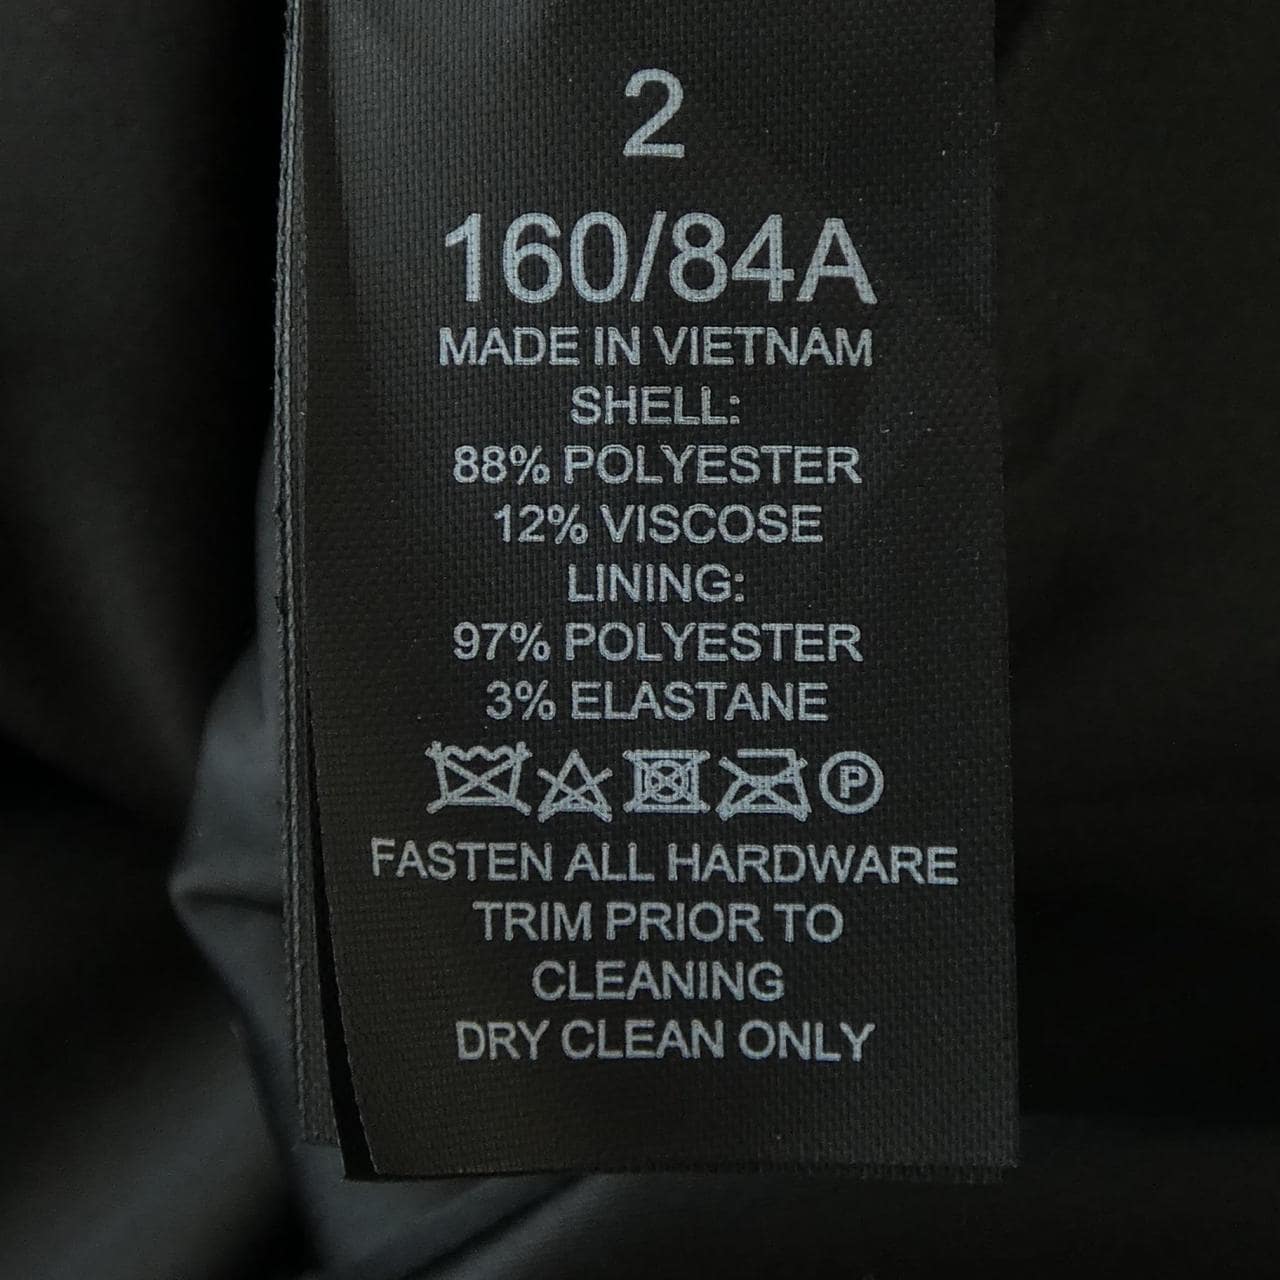 2
160/84A
MADE IN VIETNAM
SHELL:
88% POLYESTER
12% VISCOSE
LINING:
97% POLYESTER
3% ELASTANE
P
FASTEN ALL HARDWARE
TRIM PRIOR TO
CLEANING
DRY CLEAN ONLY